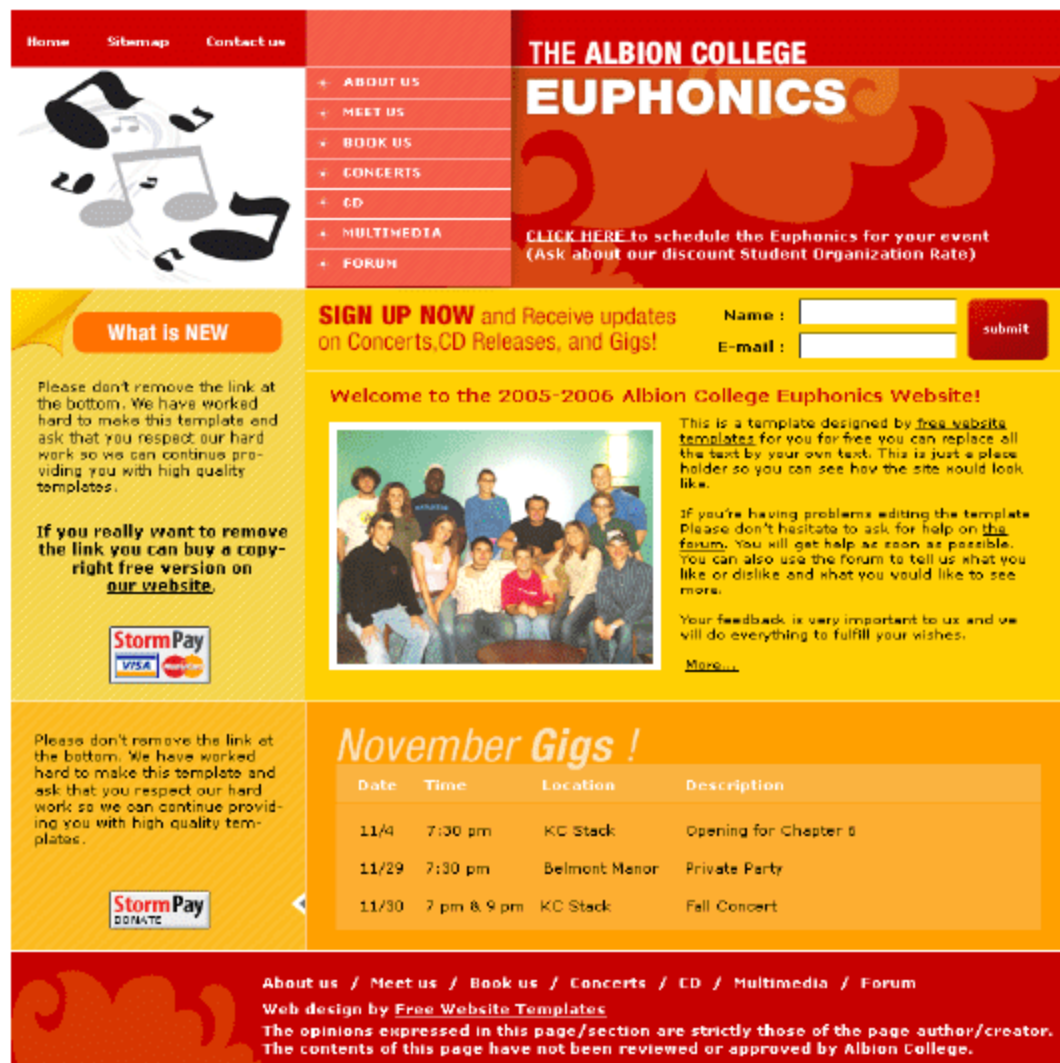 Home Sitemap Contact us
ABOUT US
MEET US
BOOK US
CONCERTS
CD
MULTIMEDIA
FORUM
THE ALBION COLLEGE
EUPHONICS
CLICK HERE to schedule the Euphonics for your event
(Ask about our discount Student Organization Rate)
What is NEW
Please don't remove the link at
the bottom. We have worked
hard to make this template and
ask that you respect our hard
work so we can continue pro-
viding you with high quality
templates.
If you really want to remove
the link you can buy a copy-
right free version on
our website.
StormPay
VISA MasterCard
Please don't remove the link at
the bottom. We have worked
hard to make this template and
ask that you respect our hard
work so we can continue provid-
ing you with high quality tem-
plates.
StormPay
DONATE
SIGN UP NOW and Receive updates
on Concerts,CD Releases, and Gigs!
Name :
E-mail :
submit
Welcome to the 2005-2006 Albion College Euphonics Website!
This is a template designed by free website
templates for you for free you can replace all
the text by your own text. This is just a place
holder so you can see how the site would look
like.
If you're having problems editing the template
Please don't hesitate to ask for help on the
forum. You will get help as soon as possible.
You can also use the forum to tell us what you
like or dislike and what you would like to see
more.
Your feedback is very important to us and we
will do everything to fulfill your wishes.
More...
November Gigs !
Date Time Location Description
11/4 7:30 pm KC Stack Opening for Chapter 6
11/29 7:30 pm Belmont Manor Private Party
11/30 7 pm & 9 pm KC Stack Fall Concert
About us / Meet us / Book us / Concerts / CD / Multimedia / Forum
Web design by Free Website Templates
The opinions expressed in this page/section are strictly those of the page author/creator.
The contents of this page have not been reviewed or approved by Albion College.